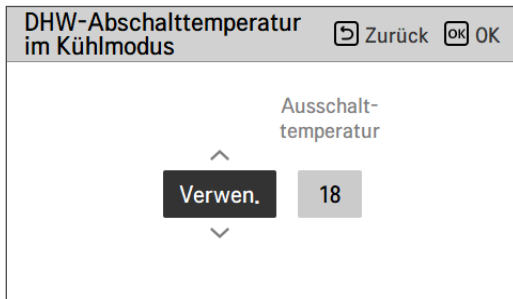 DHW-Abschalttemperatur
im Kühlmodus
Zurück OK OK
Ausschalt-
temperatur
Verwen. 18